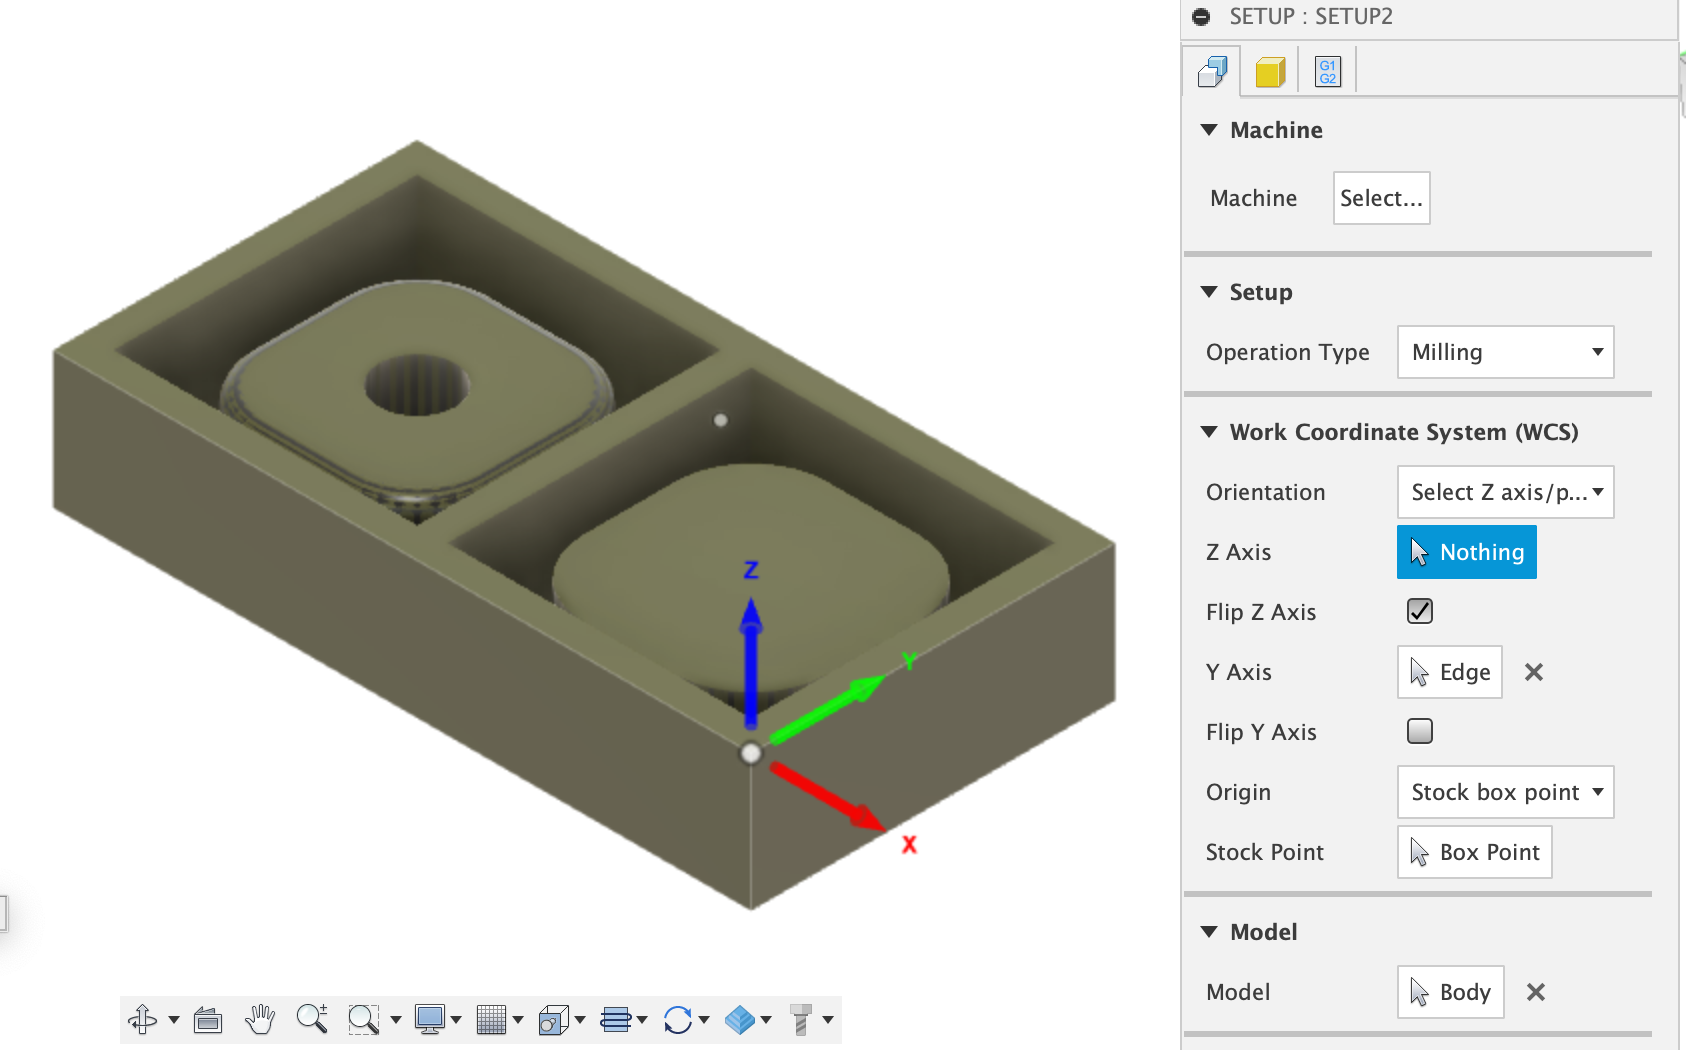 SETUP : SETUP2
G1
G2
Machine
Machine Select...
Setup
Operation Type Milling
Work Coordinate System (WCS)
Orientation Select Z axis/p...
Z Axis Nothing
Flip Z Axis
Y Axis Edge
Flip Y Axis
Origin Stock box point
Stock Point Box Point
Model
Model Body
Z
Y
X